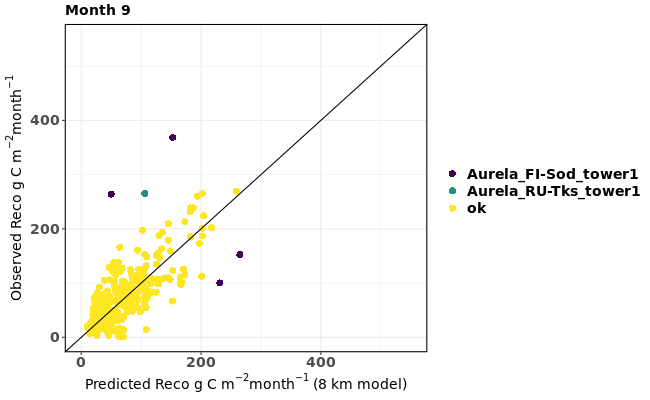 Month 9
Observed Reco g C m⁻²month⁻¹
400
200
0
0 200 400
Predicted Reco g C m⁻²month⁻¹ (8 km model)
Aurela_FI-Sod_tower1
Aurela_RU-Tks_tower1
ok